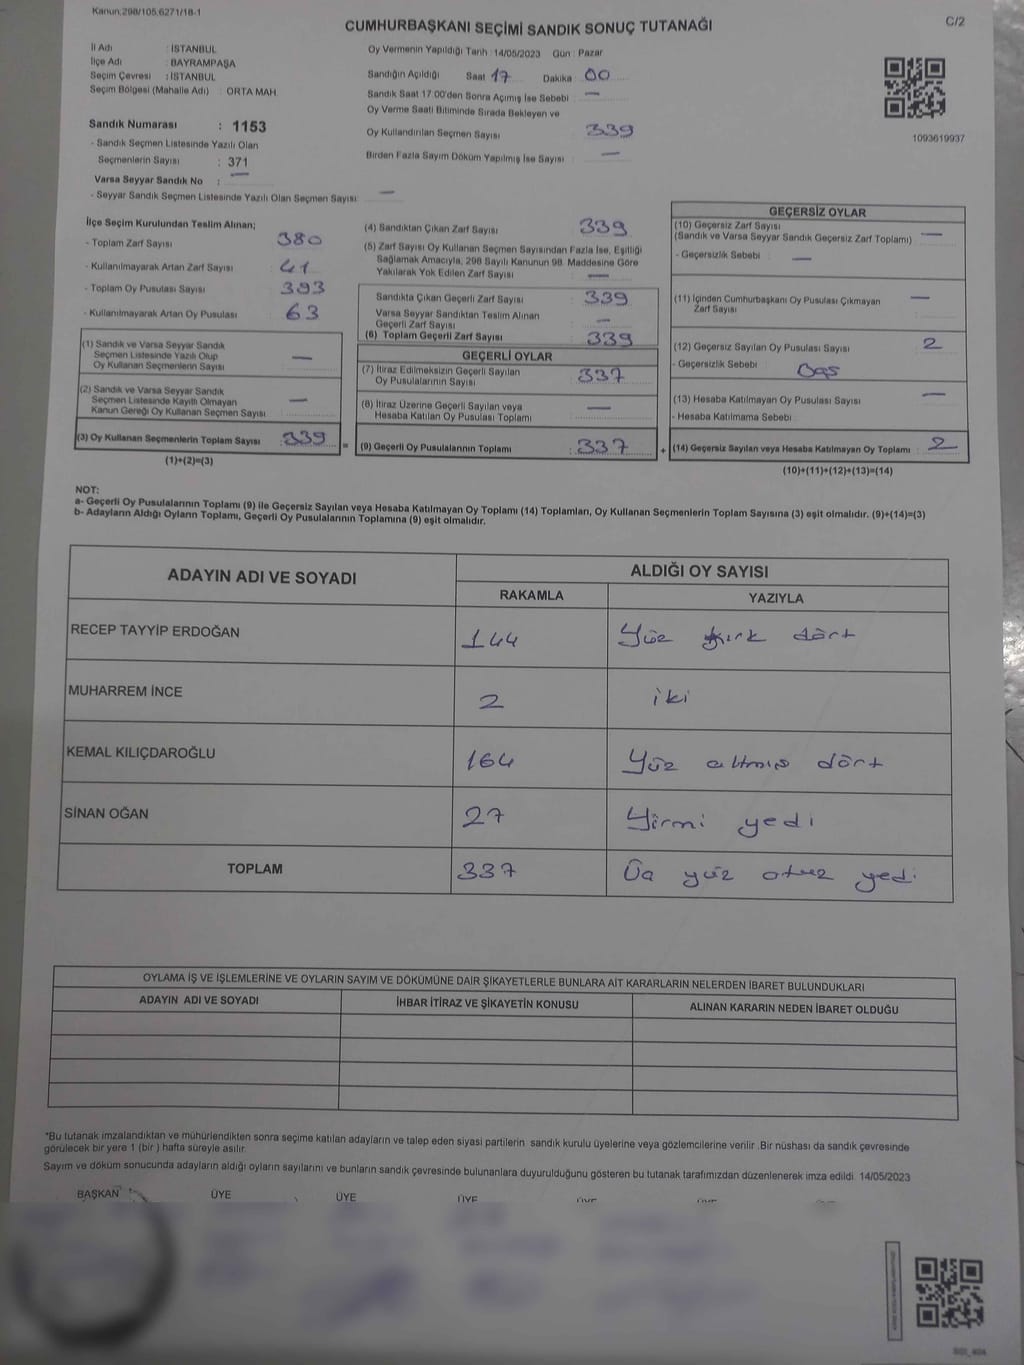 Kanun.298/105,6271/18-1
CUMHURBAŞKANI SEÇİMİ SANDIK SONUÇ TUTANAĞI
C/2
İl Adı : İSTANBUL
İlçe Adı : BAYRAMPAŞA
Seçim Çevresi : İSTANBUL
Seçim Bölgesi (Mahalle Adı) : ORTA MAH.
Sandık Numarası : 1153
- Sandık Seçmen Listesinde Yazılı Olan
Seçmenlerin Sayısı : 371
Varsa Seyyar Sandık No : —
- Seyyar Sandık Seçmen Listesinde Yazılı Olan Seçmen Sayısı: —
Oy Vermenin Yapıldığı Tarih : 14/05/2023 Gün : Pazar
Sandığın Açıldığı Saat 17 Dakika 00
Sandık Saat 17:00'den Sonra Açımış İse Sebebi : —
Oy Verme Saati Bitiminde Sırada Bekleyen ve
Oy Kullandırılan Seçmen Sayısı : 339
Birden Fazla Sayım Döküm Yapılmış İse Sayısı : —
1093619937
İlçe Seçim Kurulundan Teslim Alınan;
- Toplam Zarf Sayısı : 380
- Kullanılmayarak Artan Zarf Sayısı : 41
- Toplam Oy Pusulası Sayısı : 393
- Kullanılmayarak Artan Oy Pusulası : 63
(1) Sandık ve Varsa Seyyar Sandık
Seçmen Listesinde Yazılı Olup
Oy Kullanan Seçmenlerin Sayısı : —
(2) Sandık ve Varsa Seyyar Sandık
Seçmen Listesinde Kayıtlı Olmayan
Kanun Gereği Oy Kullanan Seçmen Sayısı : —
(3) Oy Kullanan Seçmenlerin Toplam Sayısı : 339 =
(1)+(2)=(3)
(4) Sandıktan Çıkan Zarf Sayısı : 339
(5) Zarf Sayısı Oy Kullanan Seçmen Sayısından Fazla İse, Eşitliği
Sağlamak Amacıyla, 298 Sayılı Kanunun 98. Maddesine Göre
Yakılarak Yok Edilen Zarf Sayısı : —
Sandıkta Çıkan Geçerli Zarf Sayısı : 339
Varsa Seyyar Sandıktan Teslim Alınan
Geçerli Zarf Sayısı : —
(6) Toplam Geçerli Zarf Sayısı : 339
GEÇERLİ OYLAR
(7) İtiraz Edilmeksizin Geçerli Sayılan
Oy Pusulalarının Sayısı : 337
(8) İtiraz Üzerine Geçerli Sayılan veya
Hesaba Katılan Oy Pusulası Toplamı : —
(9) Geçerli Oy Pusulalarının Toplamı : 337 +
GEÇERSİZ OYLAR
(10) Geçersiz Zarf Sayısı
(Sandık ve Varsa Seyyar Sandık Geçersiz Zarf Toplamı) : —
- Geçersizlik Sebebi : —
(11) İçinden Cumhurbaşkanı Oy Pusulası Çıkmayan
Zarf Sayısı : —
(12) Geçersiz Sayılan Oy Pusulası Sayısı : 2
- Geçersizlik Sebebi : Boş
(13) Hesaba Katılmayan Oy Pusulası Sayısı : —
- Hesaba Katılmama Sebebi :
(14) Geçersiz Sayılan veya Hesaba Katılmayan Oy Toplamı : 2
(10)+(11)+(12)+(13)=(14)
NOT:
a- Geçerli Oy Pusulalarının Toplamı (9) ile Geçersiz Sayılan veya Hesaba Katılmayan Oy Toplamı (14) Toplamları, Oy Kullanan Seçmenlerin Toplam Sayısına (3) eşit olmalıdır. (9)+(14)=(3)
b- Adayların Aldığı Oyların Toplamı, Geçerli Oy Pusulalarının Toplamına (9) eşit olmalıdır.
ADAYIN ADI VE SOYADI
ALDIĞI OY SAYISI
RAKAMLA YAZIYLA
RECEP TAYYİP ERDOĞAN 144 Yüz kırk dört
MUHARREM İNCE 2 iki
KEMAL KILIÇDAROĞLU 164 Yüz altmış dört
SİNAN OĞAN 27 Yirmi yedi
TOPLAM 337 Üç yüz otuz yedi
OYLAMA İŞ VE İŞLEMLERİNE VE OYLARIN SAYIM VE DÖKÜMÜNE DAİR ŞİKAYETLERLE BUNLARA AİT KARARLARIN NELERDEN İBARET BULUNDUKLARI
ADAYIN ADI VE SOYADI İHBAR İTİRAZ VE ŞİKAYETİN KONUSU ALINAN KARARIN NEDEN İBARET OLDUĞU
*Bu tutanak imzalandıktan ve mühürlendikten sonra seçime katılan adayların ve talep eden siyasi partilerin sandık kurulu üyelerine veya gözlemcilerine verilir .Bir nüshası da sandık çevresinde
görülecek bir yere 1 (bir ) hafta süreyle asılır.
Sayım ve döküm sonucunda adayların aldığı oyların sayılarını ve bunların sandık çevresinde bulunanlara duyurulduğunu gösteren bu tutanak tarafımızdan düzenlenerek imza edildi. 14/05/2023
BAŞKAN ÜYE ÜYE ÜYE